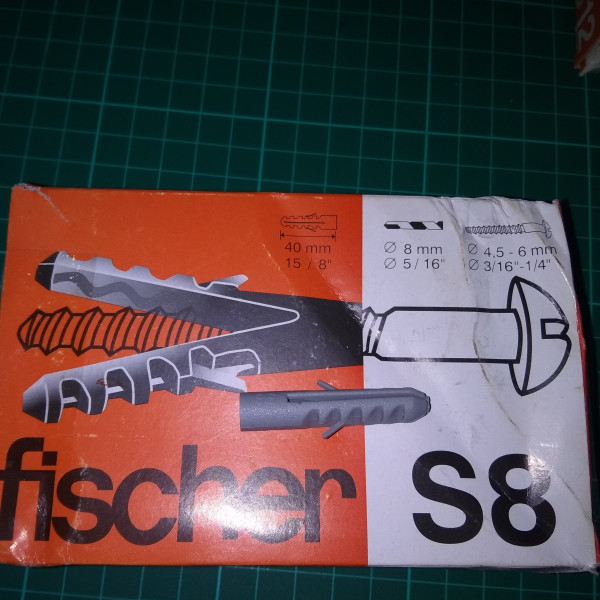 40 mm
15 / 8"
Ø 8 mm
Ø 5 / 16"
Ø 4.5 - 6 mm
Ø 3/16"-1/4"
fischer
S8